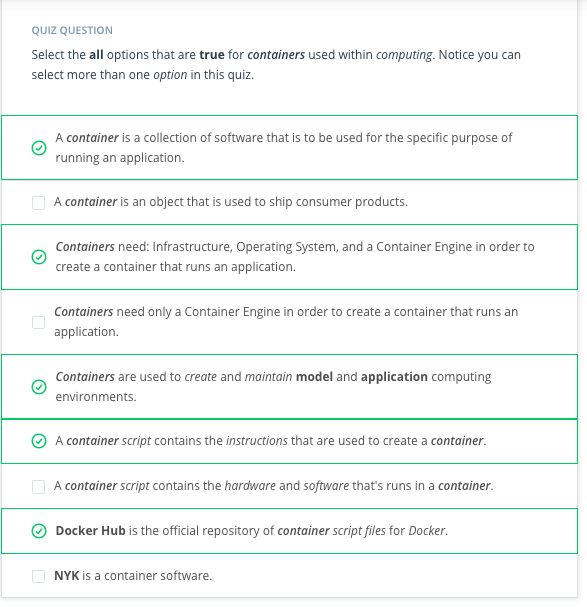 QUIZ QUESTION
Select the all options that are true for containers used within computing. Notice you can
select more than one option in this quiz.
A container is a collection of software that is to be used for the specific purpose of
running an application.
A container is an object that is used to ship consumer products.
Containers need: Infrastructure, Operating System, and a Container Engine in order to
create a container that runs an application.
Containers need only a Container Engine in order to create a container that runs an
application.
Containers are used to create and maintain model and application computing
environments.
A container script contains the instructions that are used to create a container.
A container script contains the hardware and software that's runs in a container.
Docker Hub is the official repository of container script files for Docker.
NYK is a container software.